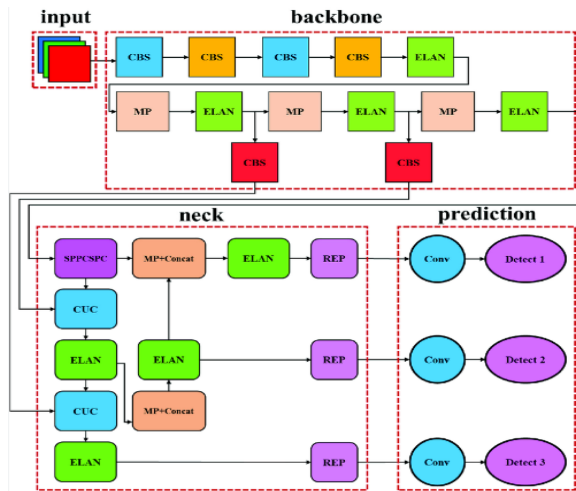 input
backbone
CBS CBS CBS CBS ELAN
MP ELAN MP ELAN MP ELAN
CBS CBS
neck
prediction
SPPCSPC MP+Concat ELAN REP Conv Detect 1
CUC
ELAN ELAN REP Conv Detect 2
CUC MP+Concat
ELAN REP Conv Detect 3